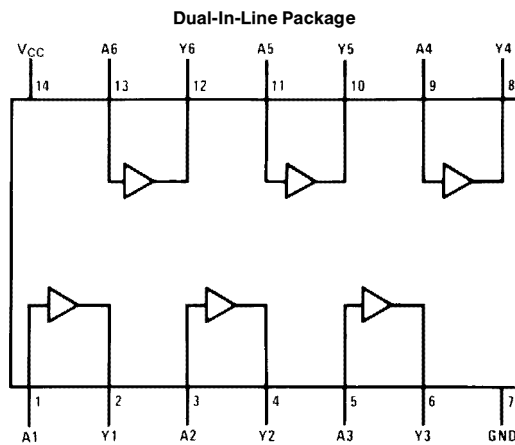 Dual-In-Line Package
VCC A6 Y6 A5 Y5 A4 Y4
14 13 12 11 10 9 8
1 2 3 4 5 6 7
A1 Y1 A2 Y2 A3 Y3 GND